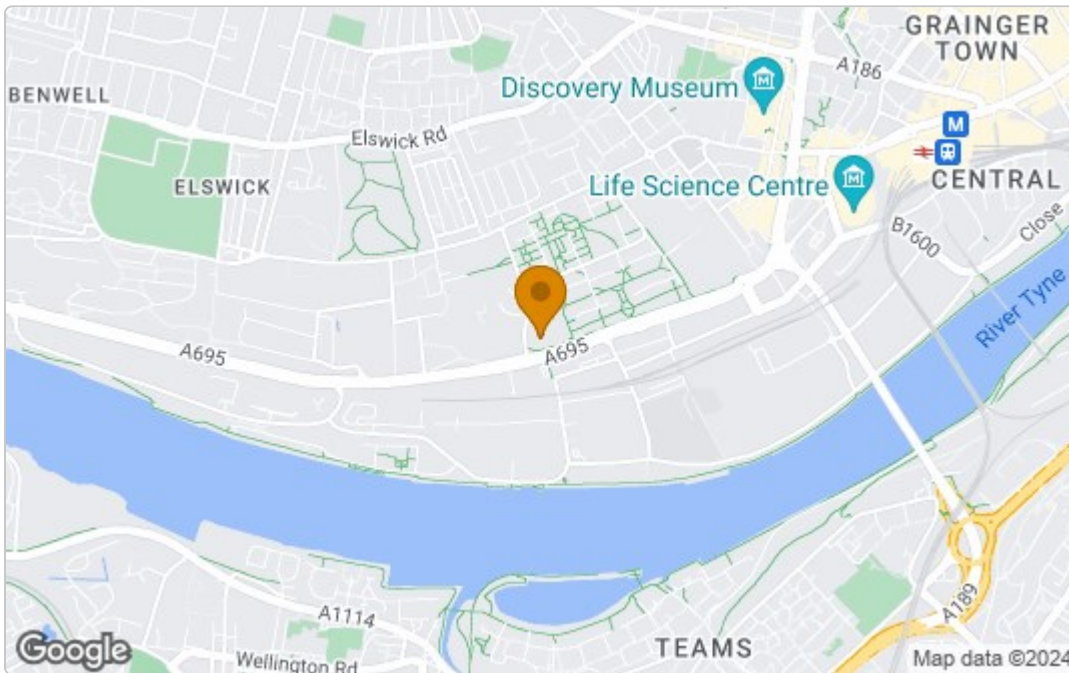 GRAINGER
TOWN
A186
Discovery Museum
M
BENWELL
Elswick Rd
ELSWICK
Life Science Centre
CENTRAL
B1600
Close
River Tyne
A695
A695
A1114
A189
TEAMS
Wellington Rd
Google
Map data ©2024